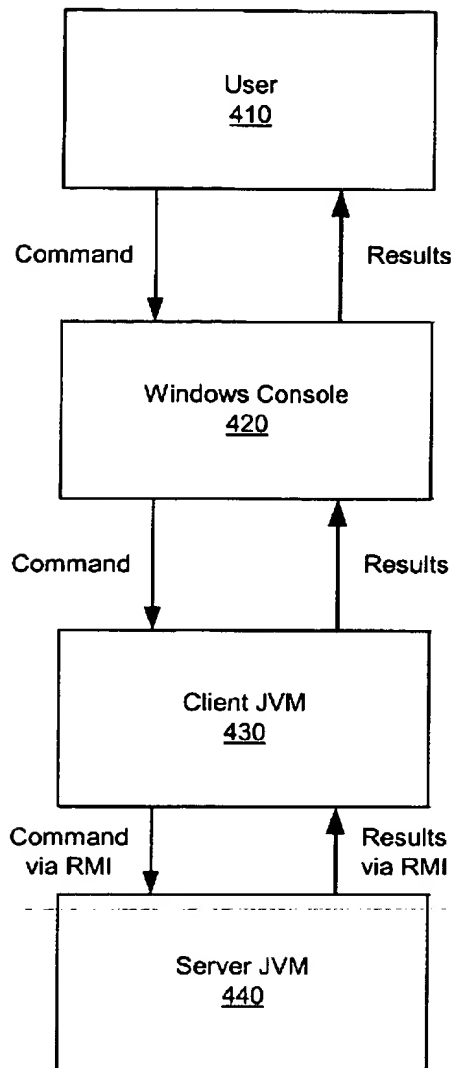 User
410
Command
Results
Windows Console
420
Command
Results
Client JVM
430
Command
via RMI
Results
via RMI
Server JVM
440